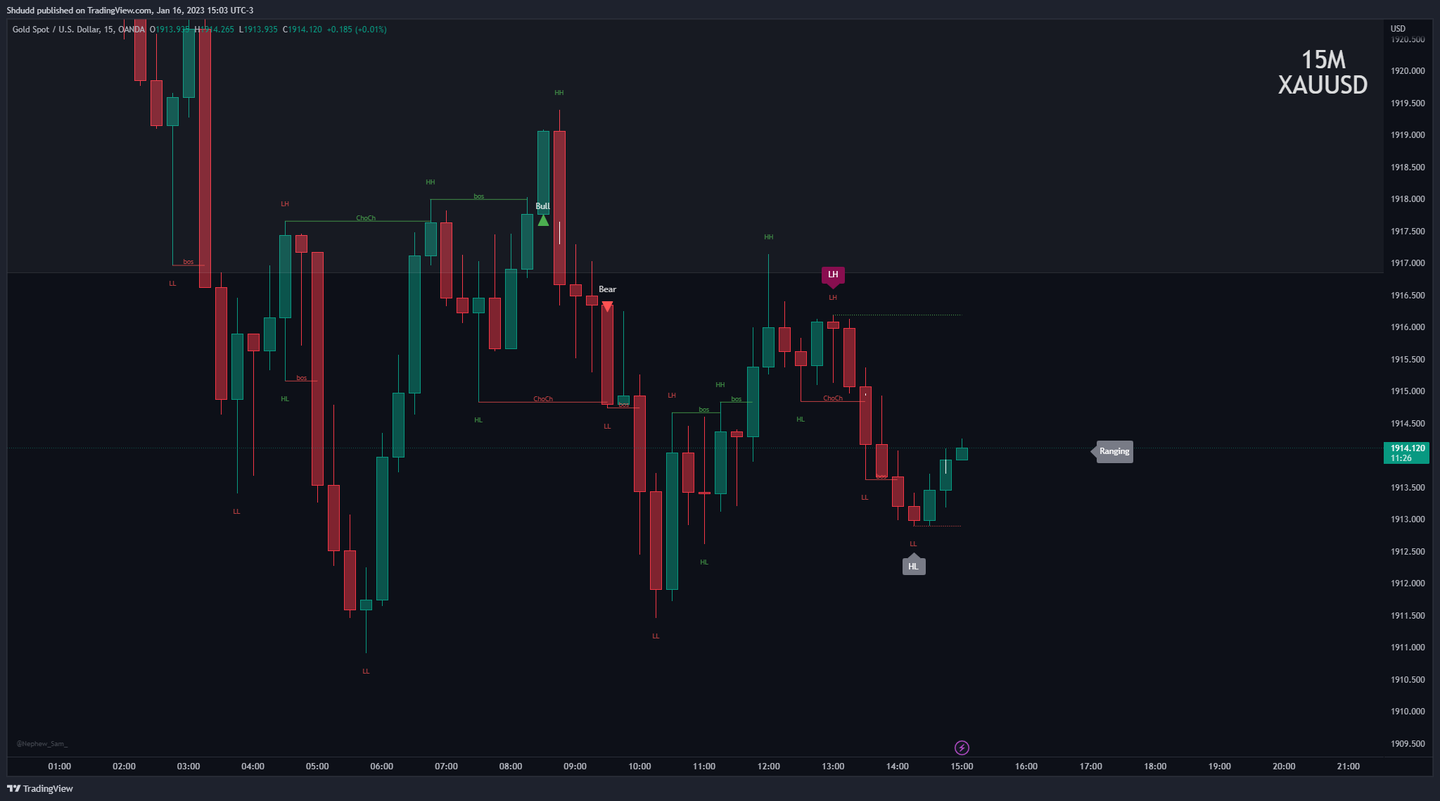 Shdudd published on TradingView.com, Jan 16, 2023 15:03 UTC-3
Gold Spot / U.S. Dollar, 15, OANDA O1913.935 H1914.265 L1913.935 C1914.120 +0.185 (+0.01%)
USD
1920.500
15M
XAUUSD
1920.000
HH
1919.500
1919.000
1918.500
HH
bos
1918.000
LH
Bull
ChoCh
1917.500
HH
bos
1917.000
LH
LL
Bear
1916.500
LH
1916.000
1915.500
bos
LH
HH
1915.000
HL
ChoCh
bos
bos
bos
ChoCh
HL
LL
HL
1914.500
1914.120
11:26
Ranging
bos
1913.500
LL
LL
1913.000
LL
1912.500
HL
HL
1912.000
1911.500
LL
1911.000
LL
1910.500
1910.000
@Nephew_Sam_
1909.500
01:00 02:00 03:00 04:00 05:00 06:00 07:00 08:00 09:00 10:00 11:00 12:00 13:00 14:00 15:00 16:00 17:00 18:00 19:00 20:00 21:00
TradingView